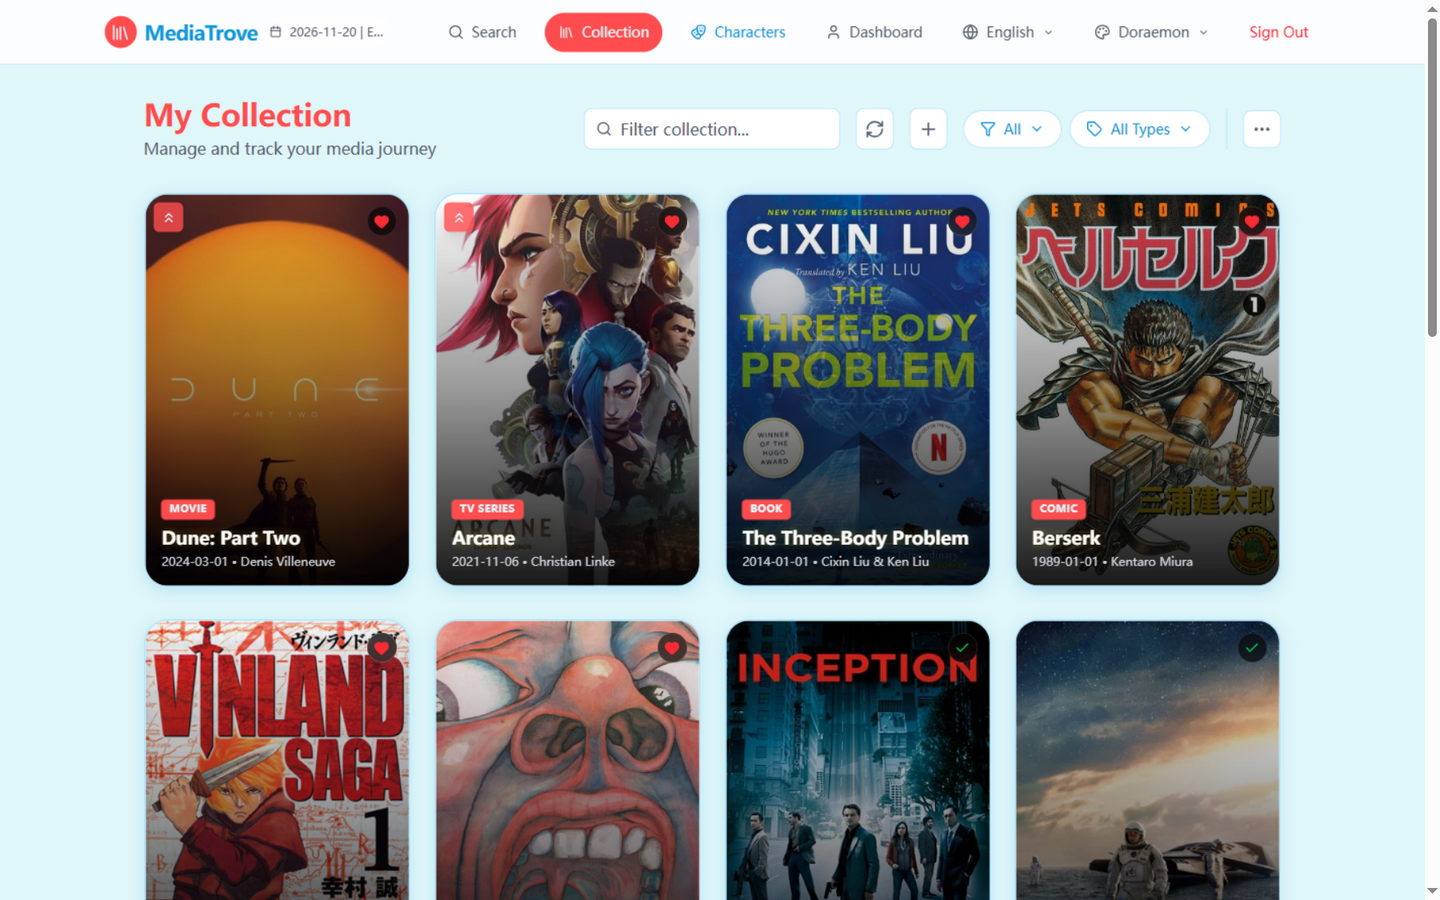 MediaTrove
2026-11-20 | E...
Search
Collection
Characters
Dashboard
English
Doraemon
Sign Out
My Collection
Manage and track your media journey
Filter collection...
All
All Types
DUNE
PART TWO
MOVIE
Dune: Part Two
2024-03-01 • Denis Villeneuve
ARCANE
TV SERIES
Arcane
2021-11-06 • Christian Linke
NEW YORK TIMES BESTSELLING AUTHOR
CIXIN LIU
Translated by KEN LIU
THE
THREE-BODY
PROBLEM
WINNER
OF THE
HUGO
AWARD
N
BOOK
The Three-Body Problem
2014-01-01 • Cixin Liu & Ken Liu
JETS COMICS
ベルセルク
1
三浦建太郎
COMIC
Berserk
1989-01-01 • Kentaro Miura
ヴィンランド・
VINLAND
SAGA
1
幸村 誠
INCEPTION